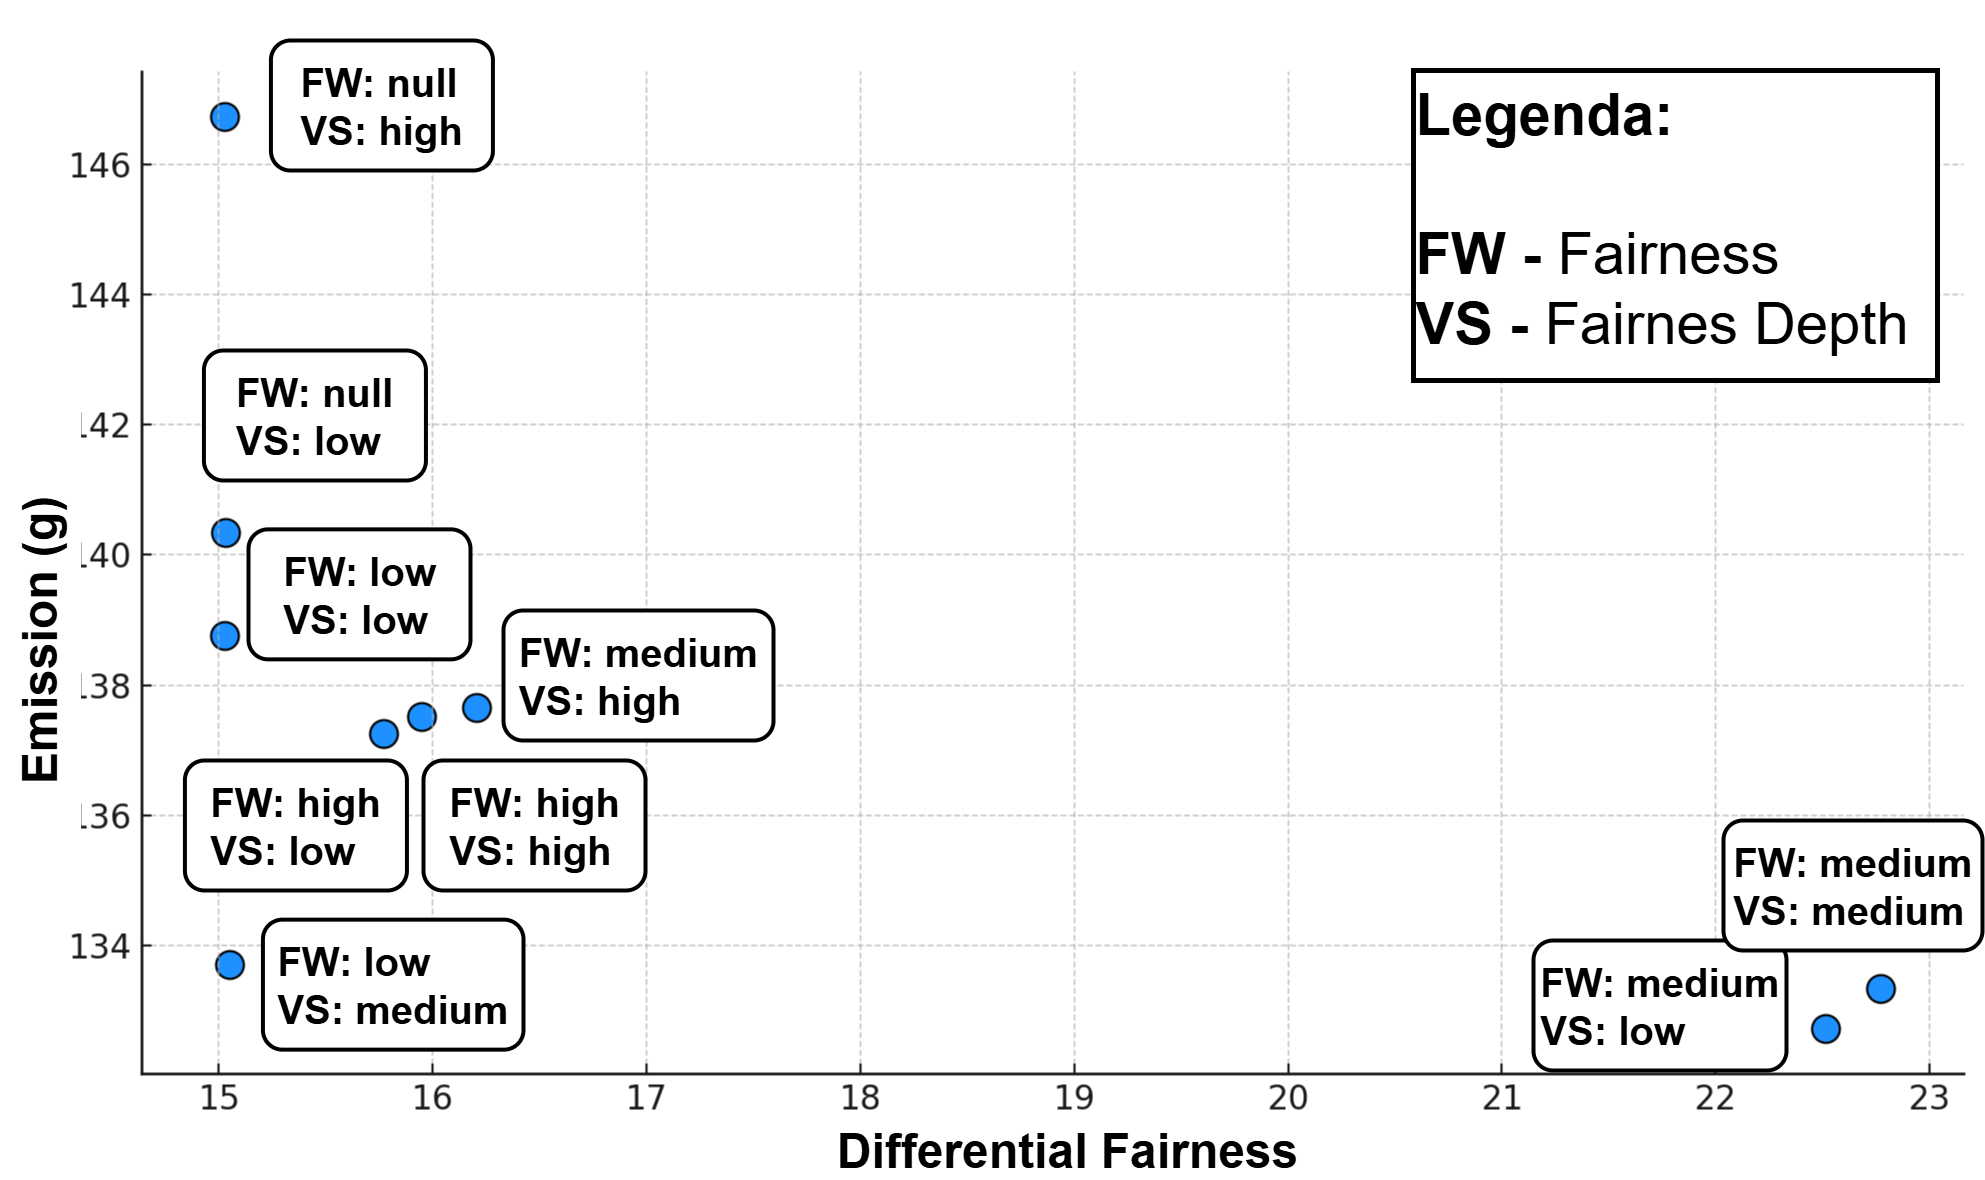 FW: null
VS: high
Legenda:
FW - Fairness
VS - Fairnes Depth
146
144
FW: null
VS: low
142
140
FW: low
VS: low
FW: medium
VS: high
138
FW: high
VS: low
FW: high
VS: high
136
FW: medium
VS: medium
134
FW: low
VS: medium
FW: medium
VS: low
Emission (g)
15 16 17 18 19 20 21 22 23
Differential Fairness